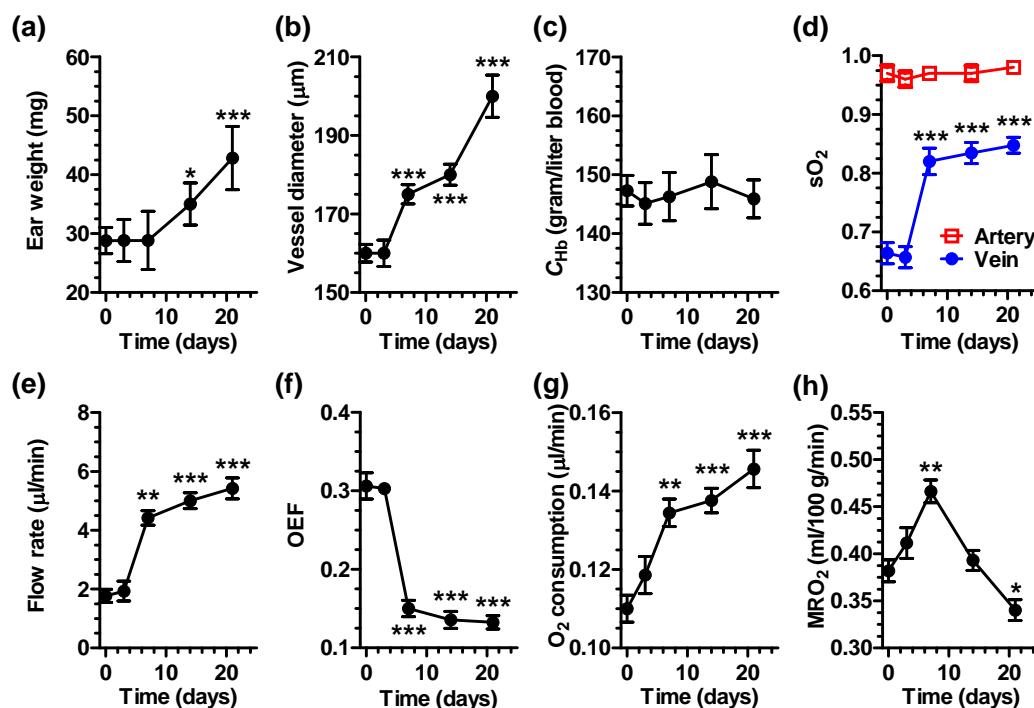 (a)
Ear weight (mg)
60
50
40
30
20
*
***
0 10 20
Time (days)
(b)
Vessel diameter (µm)
210
190
170
150
***
***
***
0 10 20
Time (days)
(c)
CHb (gram/liter blood)
170
160
150
140
130
0 10 20
Time (days)
(d)
sO2
1.0
0.9
0.8
0.7
0.6
*** *** ***
Artery
Vein
0 10 20
Time (days)
(e)
Flow rate (µl/min)
8
6
4
2
0
** *** ***
0 10 20
Time (days)
(f)
OEF
0.4
0.3
0.2
0.1
*** *** ***
0 10 20
Time (days)
(g)
O2 consumption (µl/min)
0.16
0.14
0.12
0.10
** *** ***
0 10 20
Time (days)
(h)
MRO2 (ml/100 g/min)
0.55
0.50
0.45
0.40
0.35
0.30
**
*
0 10 20
Time (days)